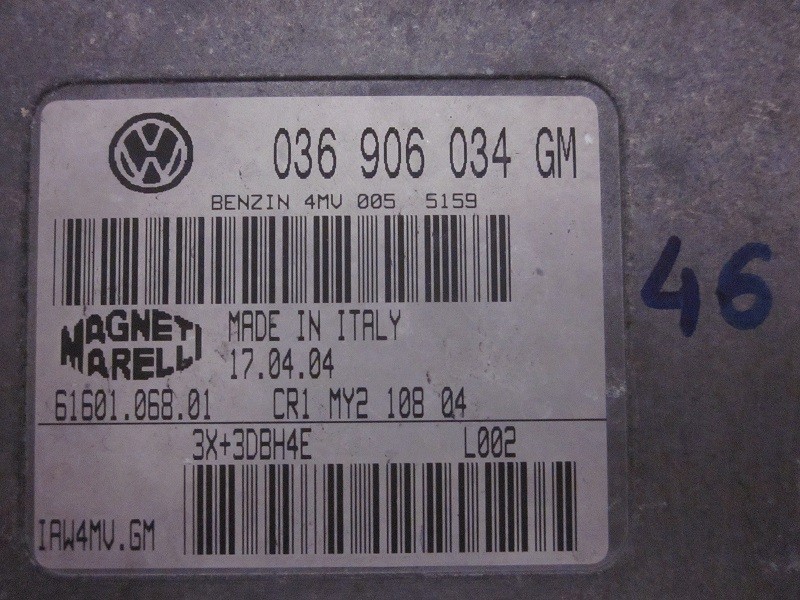 036 906 034 GM
BENZIN 4MV 005 5159
MAGNETI
MARELLI
MADE IN ITALY
17.04.04
61601.068.01 CR1 MY2 108 04
3X+3DBH4E L002
IAW4MV.GM
46